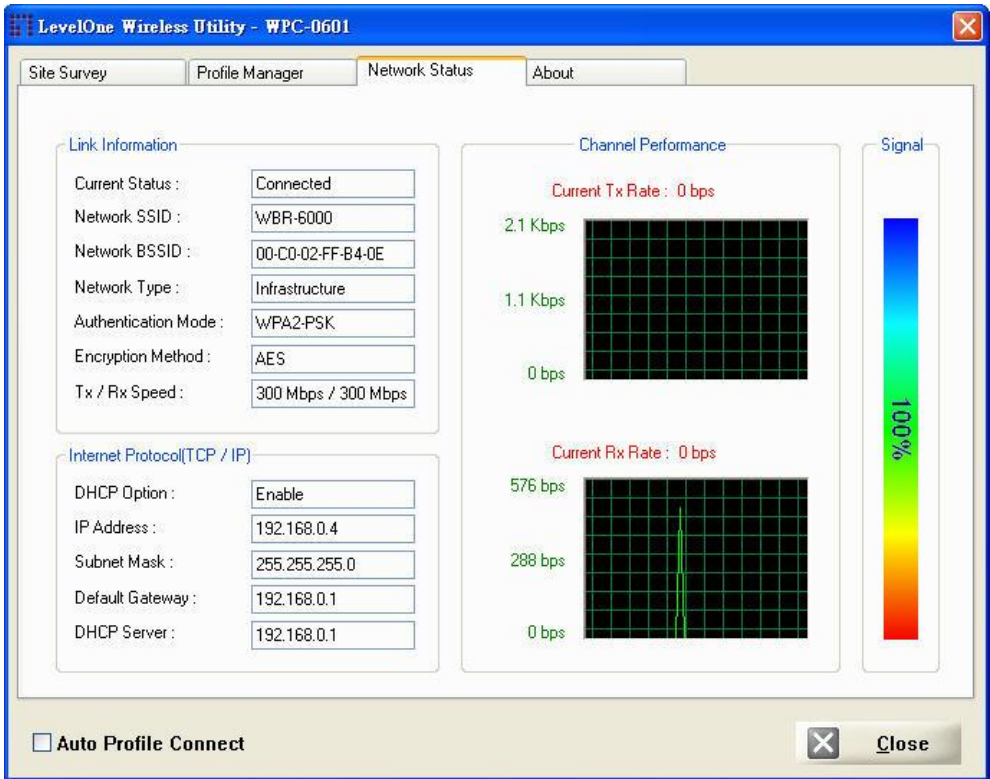 LevelOne Wireless Utility - WPC-0601
Site Survey
Profile Manager
Network Status
About
Link Information
Current Status : Connected
Network SSID : WBR-6000
Network BSSID : 00-C0-02-FF-B4-0E
Network Type : Infrastructure
Authentication Mode : WPA2-PSK
Encryption Method : AES
Tx / Rx Speed : 300 Mbps / 300 Mbps
Internet Protocol(TCP / IP)
DHCP Option : Enable
IP Address : 192.168.0.4
Subnet Mask : 255.255.255.0
Default Gateway : 192.168.0.1
DHCP Server : 192.168.0.1
Channel Performance
Current Tx Rate : 0 bps
2.1 Kbps
1.1 Kbps
0 bps
Current Rx Rate : 0 bps
576 bps
288 bps
0 bps
Signal
100%
Auto Profile Connect
Close